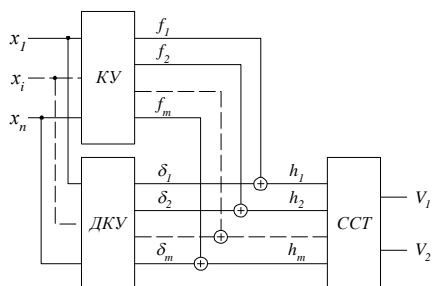 x₁
xᵢ
xₙ
КУ
f₁
f₂
fₘ
ДКУ
δ₁
δ₂
δₘ
h₁
h₂
hₘ
ССТ
V₁
V₂